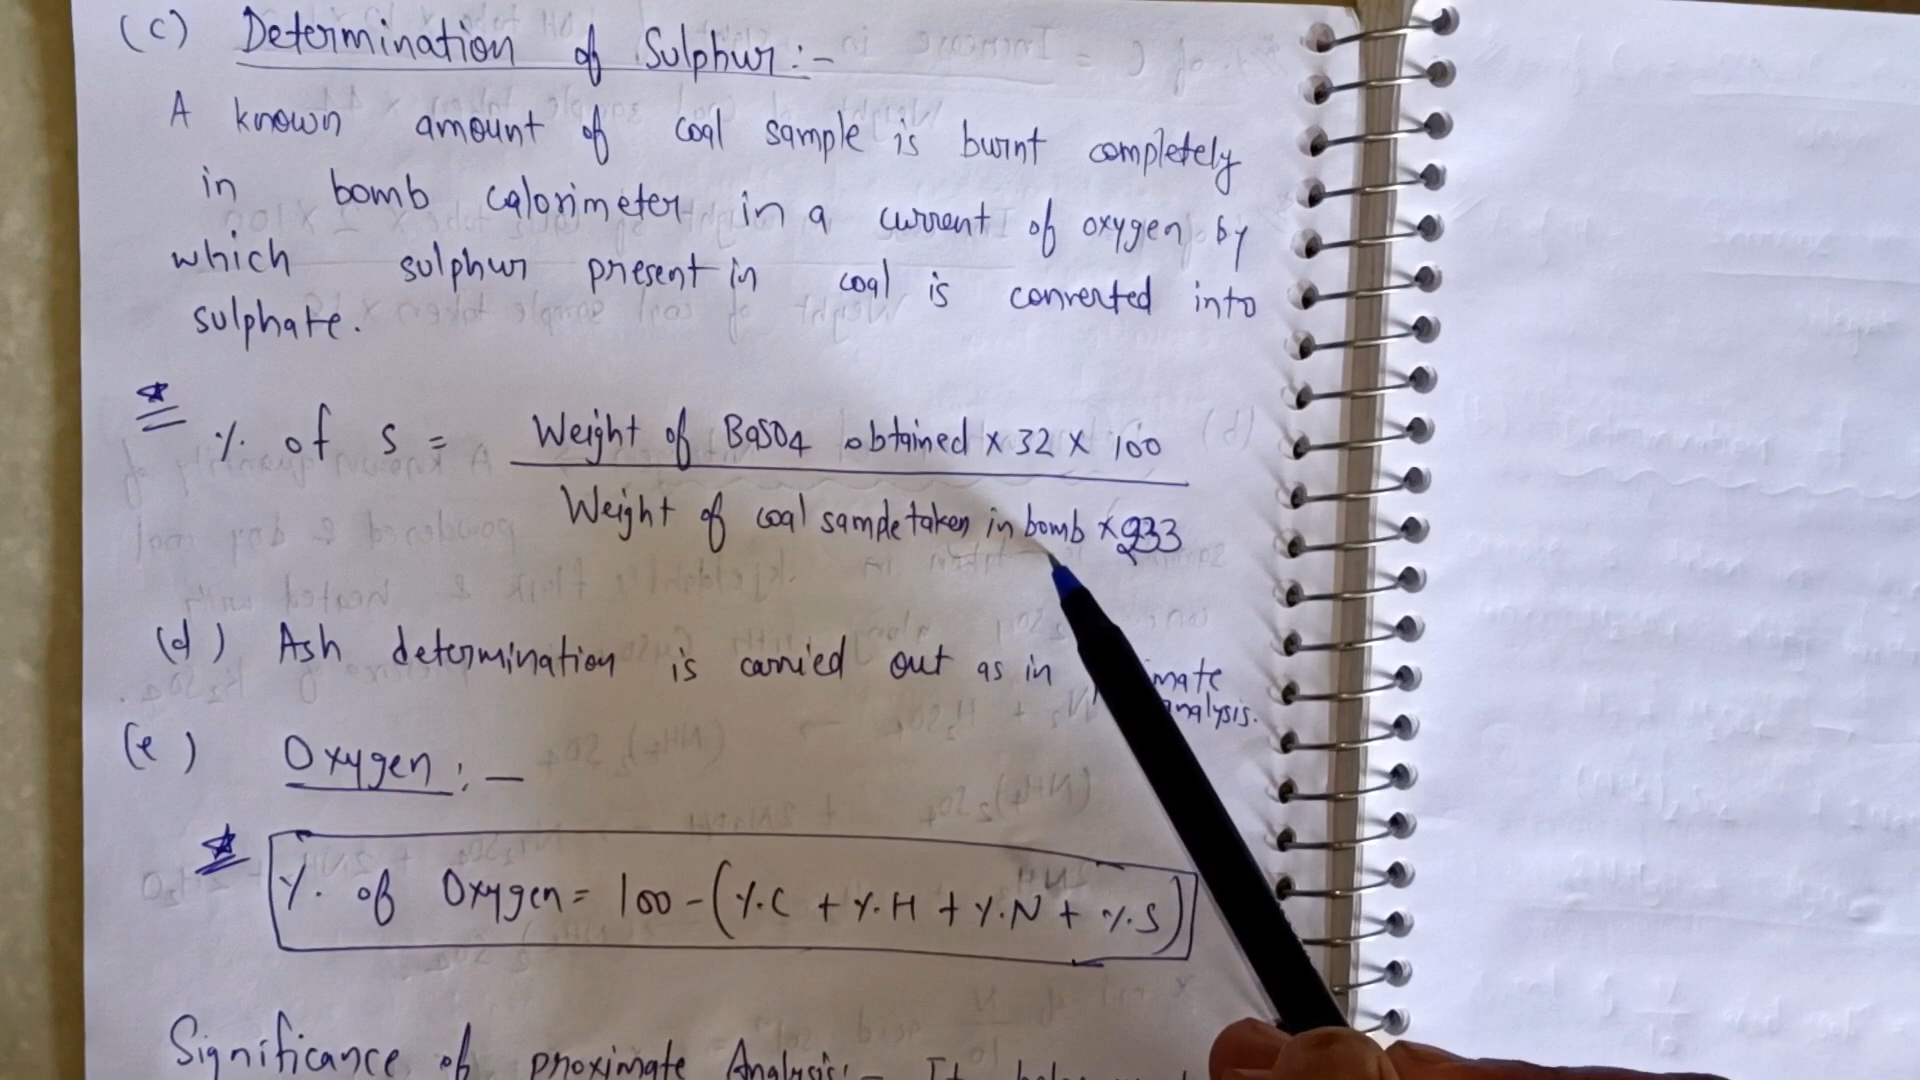 (c) Determination of Sulphur:-
A known amount of coal sample is burnt completely
in bomb calorimeter in a current of oxygen by
which sulphur present in coal is converted into
sulphate.
% of S = Weight of BaSO4 obtained x 32 x 100
Weight of coal sample taken in bomb x 233
(d) Ash determination is carried out as in
analysis.
(e) Oxygen:-
% of Oxygen = 100 - (%.C + %.H + %.N + %.S)
Significance of proximate Analysis:- It